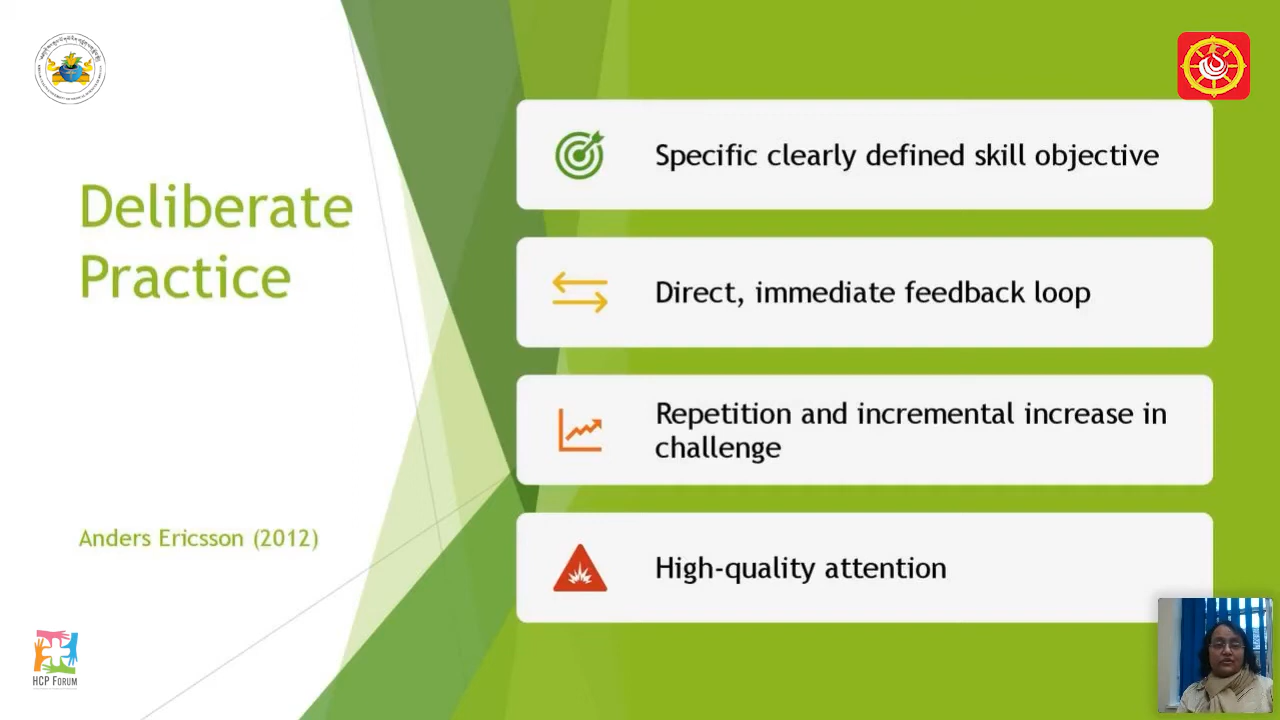 Deliberate
Practice
Anders Ericsson (2012)
Specific clearly defined skill objective
Direct, immediate feedback loop
Repetition and incremental increase in
challenge
High-quality attention
HCP FORUM